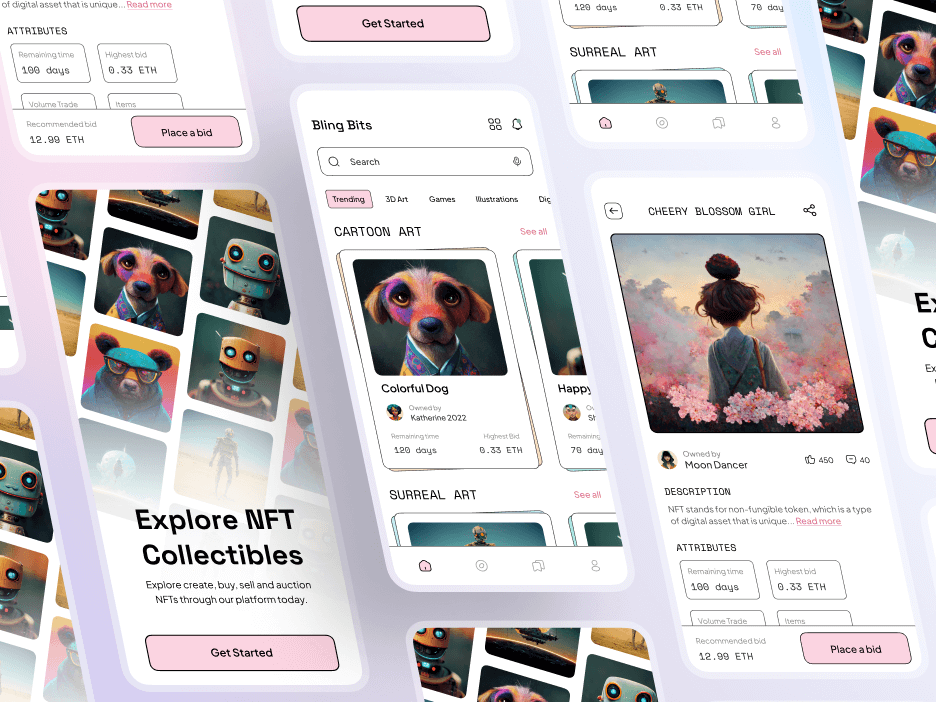 of digital asset that is unique... Read more
ATTRIBUTES
Remaining time
100 days
Highest bid
0.33 ETH
Volume Trade
Items
Recommended bid
12.99 ETH
Place a bid
Get Started
120 days
0.33 ETH
70 day
SURREAL ART
See all
Bling Bits
Search
Trending
3D Art
Games
Illustrations
Dig
CARTOON ART
See all
Colorful Dog
Owned by
Katherine 2022
Remaining time
Highest Bid
120 days
0.33 ETH
Happy
Ow
Remaining
70 day
SURREAL ART
See all
Explore NFT
Collectibles
Explore create, buy, sell and auction
NFTs through our platform today.
Get Started
CHEERY BLOSSOM GIRL
Owned by
Moon Dancer
450
40
DESCRIPTION
NFT stands for non-fungible token, which is a type
of digital asset that is unique... Read more
ATTRIBUTES
Remaining time
100 days
Highest bid
0.33 ETH
Volume Trade
Items
Recommended bid
12.99 ETH
Place a bid